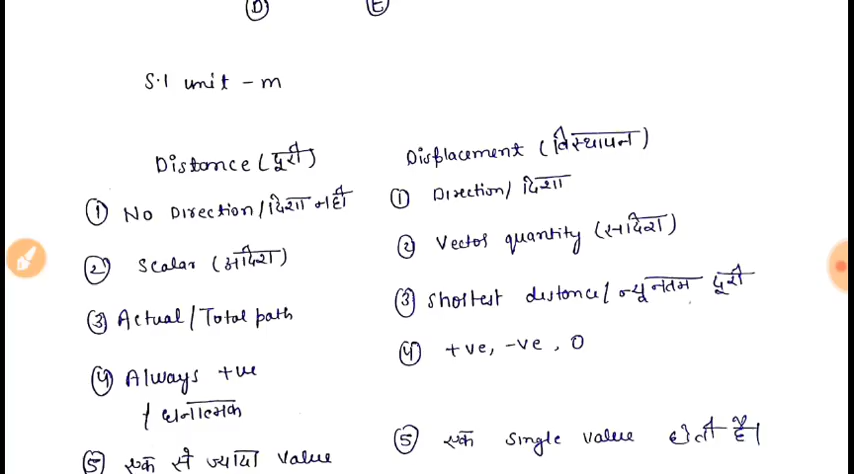 D E
S.I unit - m
Distance (दूरी) Displacement (विस्थापन)
① No Direction/दिशा नहीं ① Direction/दिशा
② Scalar (अदिश) ② Vector quantity (सदिश)
③ Actual/Total path ③ Shortest distance/न्यूनतम दूरी
④ Always +ve ④ +ve, -ve, 0
/धनात्मक
⑤ एक से ज्यादा value ⑤ एक single value होती है।